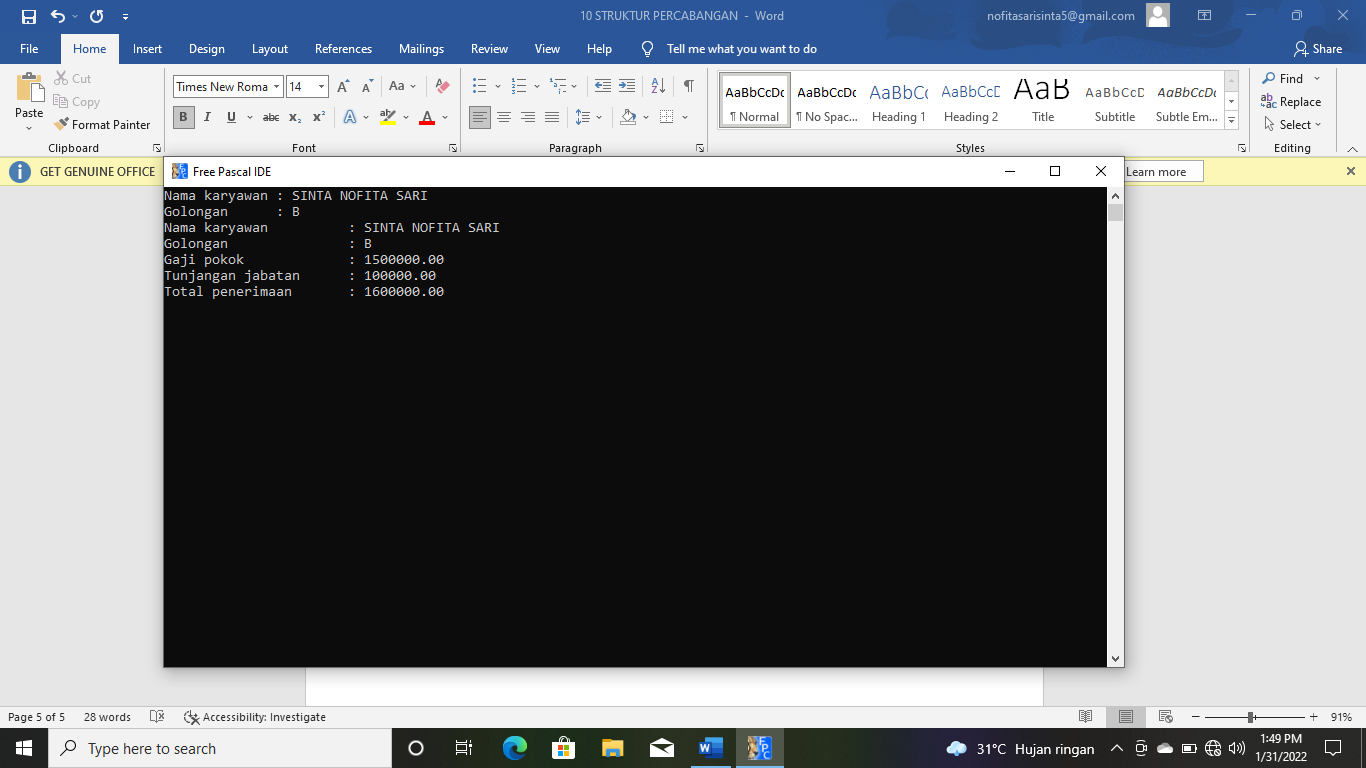 10 STRUKTUR PERCABANGAN - Word
nofitasarisinta5@gmail.com
File Home Insert Design Layout References Mailings Review View Help Tell me what you want to do Share
Paste
Cut
Copy
Format Painter
Clipboard
Times New Roma 14
Aa
B I U abc x₂ x² A ab A
Font
Paragraph
AaBbCcDc AaBbCcDc AaBbCc AaBbCcD AaB AaBbCcD AaBbCcDc
¶ Normal ¶ No Spac... Heading 1 Heading 2 Title Subtitle Subtle Em...
Styles
Find
Replace
Select
Editing
GET GENUINE OFFICE
Learn more
Free Pascal IDE
Nama karyawan : SINTA NOFITA SARI
Golongan : B
Nama karyawan : SINTA NOFITA SARI
Golongan : B
Gaji pokok : 1500000.00
Tunjangan jabatan : 100000.00
Total penerimaan : 1600000.00
Page 5 of 5 28 words Accessibility: Investigate 91%
Type here to search
31°C Hujan ringan
1:49 PM
1/31/2022